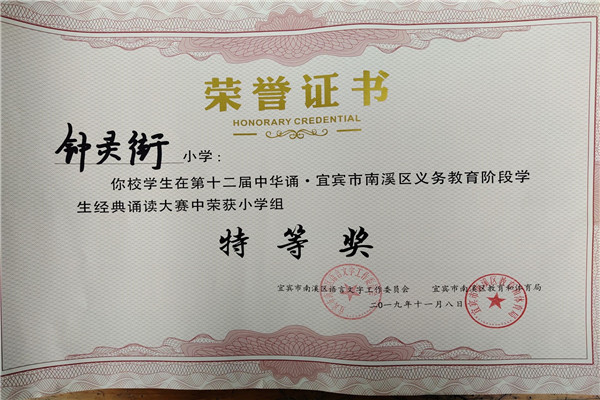 荣誉证书
HONORARY CREDENTIAL
钟灵街小学：
你校学生在第十二届中华诵·宜宾市南溪区义务教育阶段学
生经典诵读大赛中荣获小学组
特等奖
宜宾市南溪区语言文字工作委员会 宜宾市南溪区教育和体育局
二〇一九年十一月八日